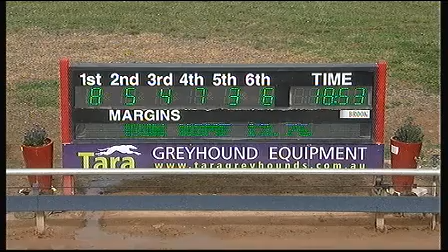 1st 2nd 3rd 4th 5th 6th TIME
8 5 4 7 3 6 18:53
MARGINS
BROOK
TARA GREYHOUND EQUIPMENT
www.taragreyhounds.com.au